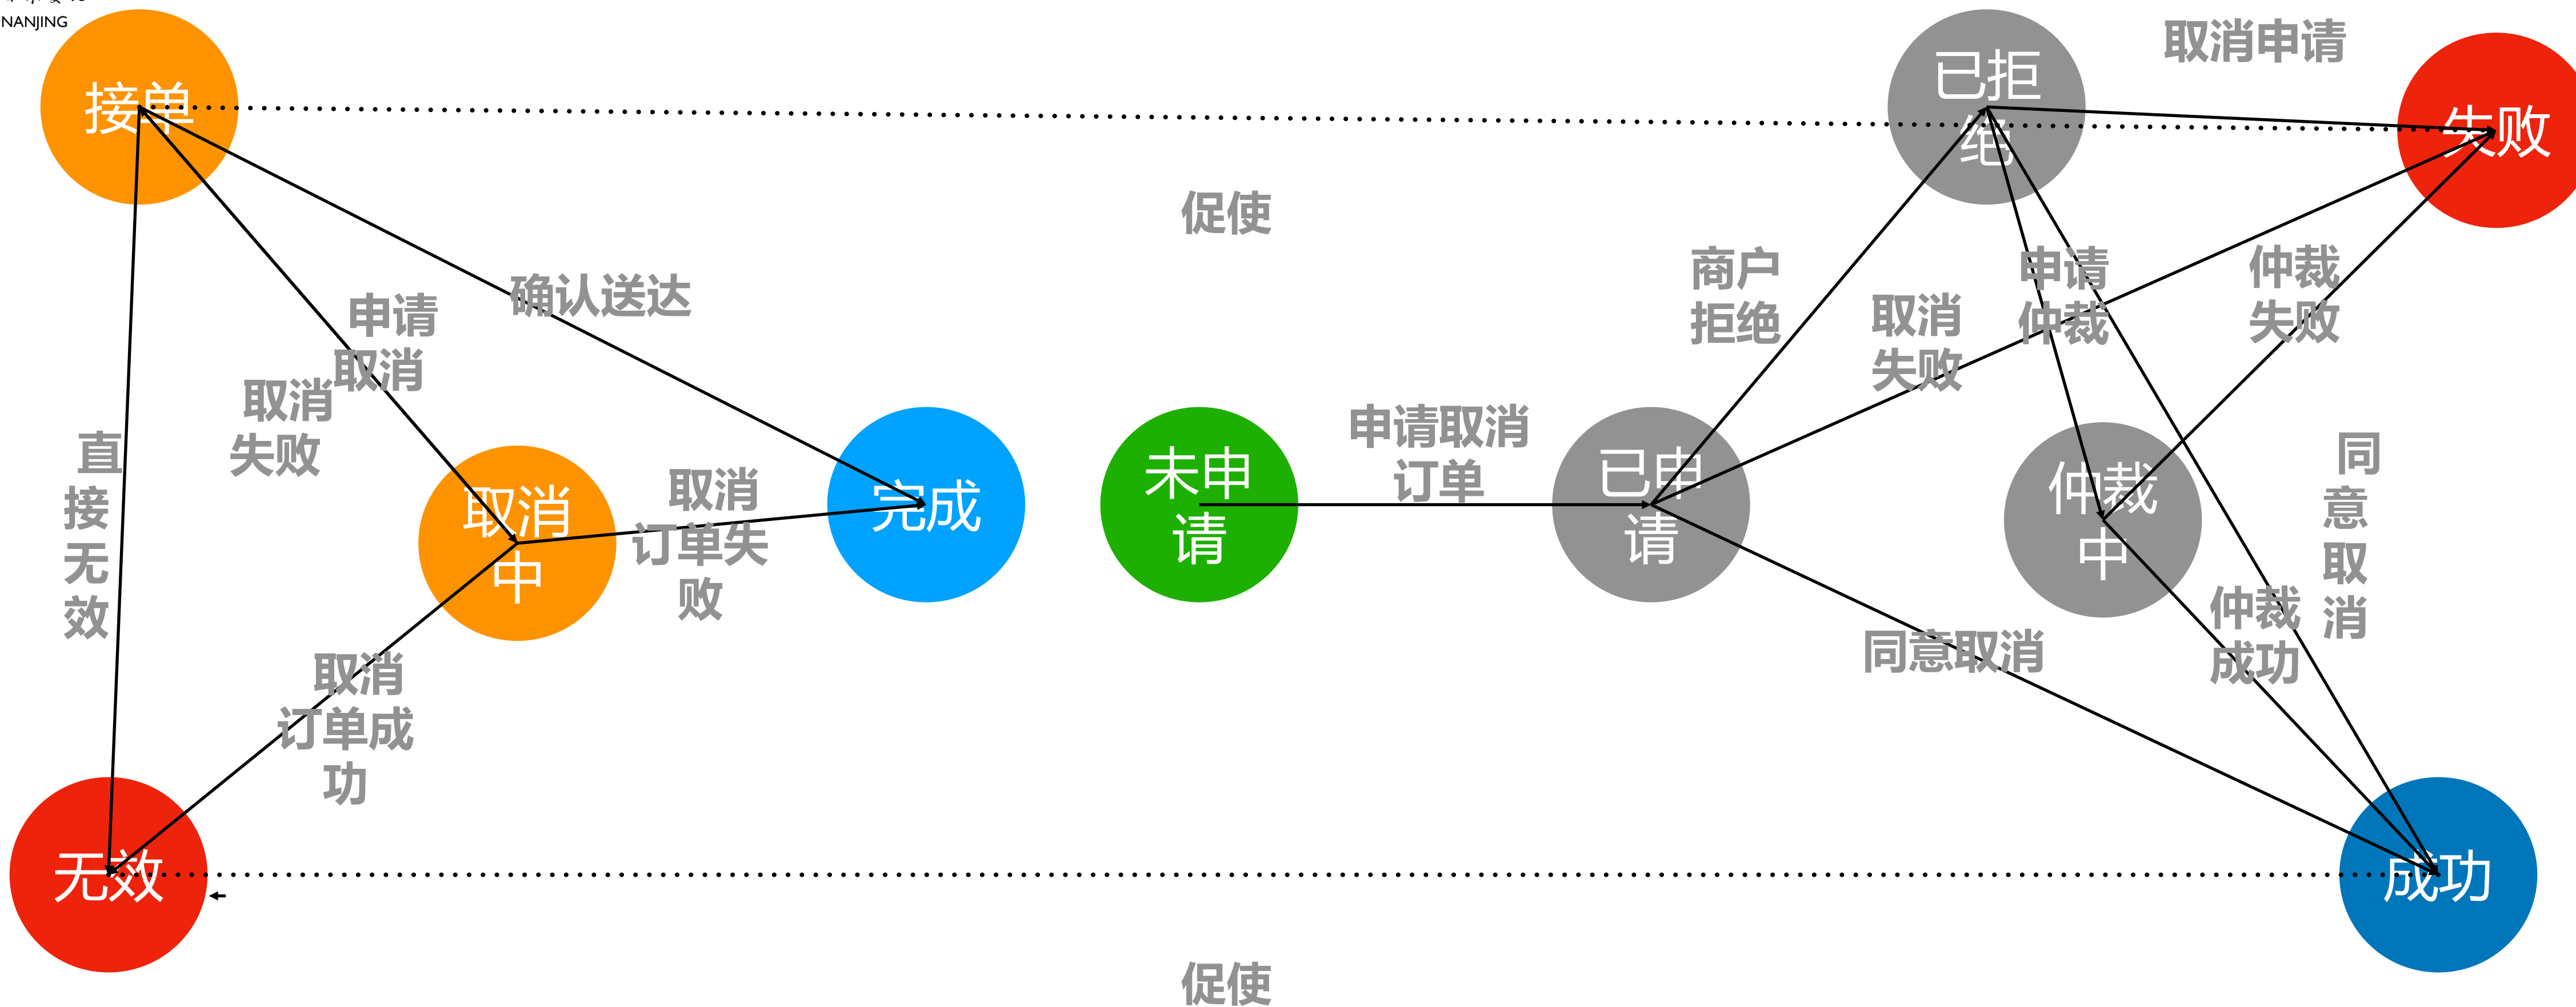 NANJING
接单
已拒
绝
取消申请
失败
促使
确认送达
申请
取消
取消
失败
商户
拒绝
取消
失败
申请
仲裁
仲裁
失败
直
接
无
效
取消
中
取消
订单失
败
完成
未申
请
申请取消
订单
已申
请
仲裁
中
同
意
取
消
取消
订单成
功
同意取消
仲裁
成功
无效
成功
促使